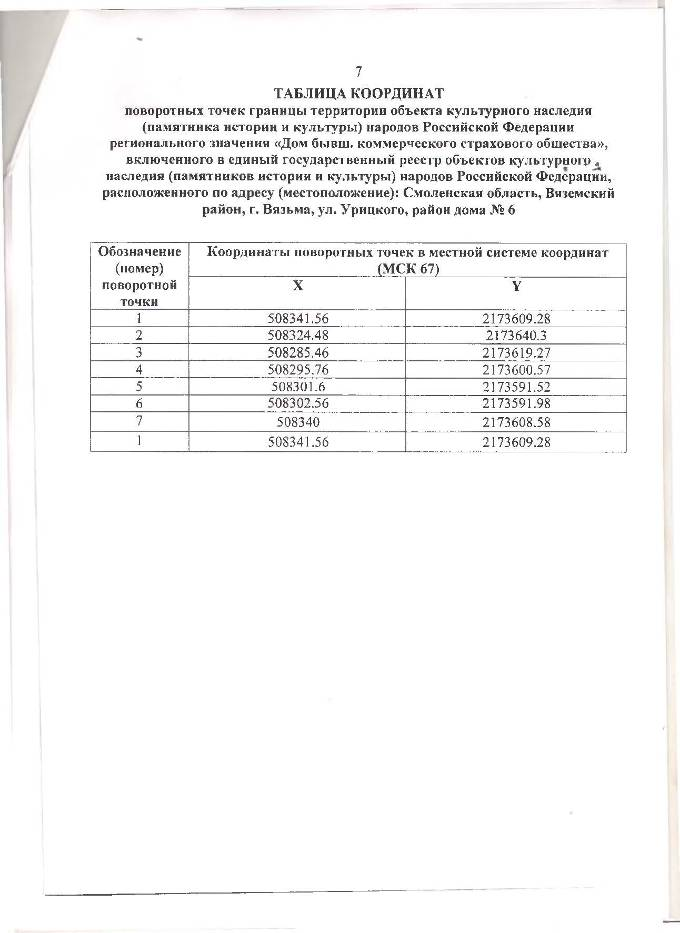 7
ТАБЛИЦА КООРДИНАТ
поворотных точек границы территории объекта культурного наследия
(памятника истории и культуры) народов Российской Федерации
регионального значения «Дом бывш. коммерческого страхового общества»,
включенного в единый государственный реестр объектов культурного
наследия (памятников истории и культуры) народов Российской Федерации,
расположенного по адресу (местоположение): Смоленская область, Вяземский
район, г. Вязьма, ул. Урицкого, район дома № 6
Обозначение (номер) поворотной точки
Координаты поворотных точек в местной системе координат
(МСК 67)
X Y
1 508341.56 2173609.28
2 508324.48 2173640.3
3 508285.46 2173619.27
4 508295.76 2173600.57
5 508301.6 2173591.52
6 508302.56 2173591.98
7 508340 2173608.58
1 508341.56 2173609.28